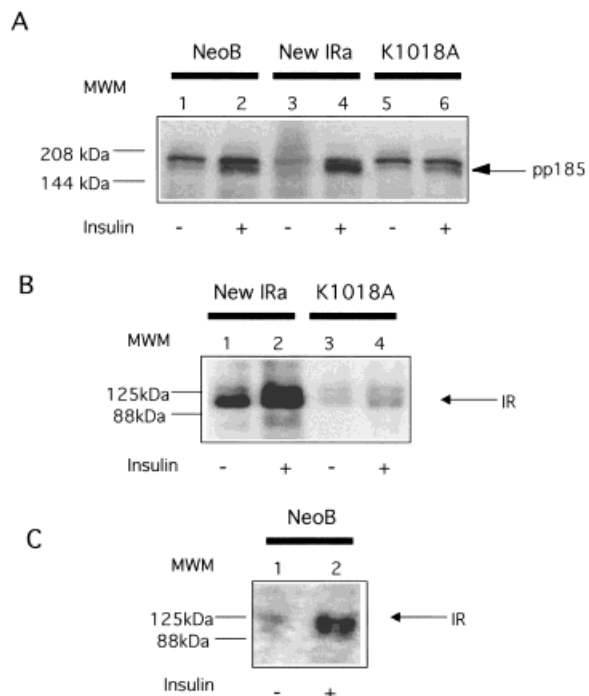 A
NeoB New IRa K1018A
MWM
1 2 3 4 5 6
208 kDa
144 kDa
pp185
Insulin - + - + - +
B
New IRa K1018A
MWM 1 2 3 4
125kDa
88kDa
IR
Insulin - + - +
C
NeoB
MWM 1 2
125kDa
88kDa
IR
Insulin - +